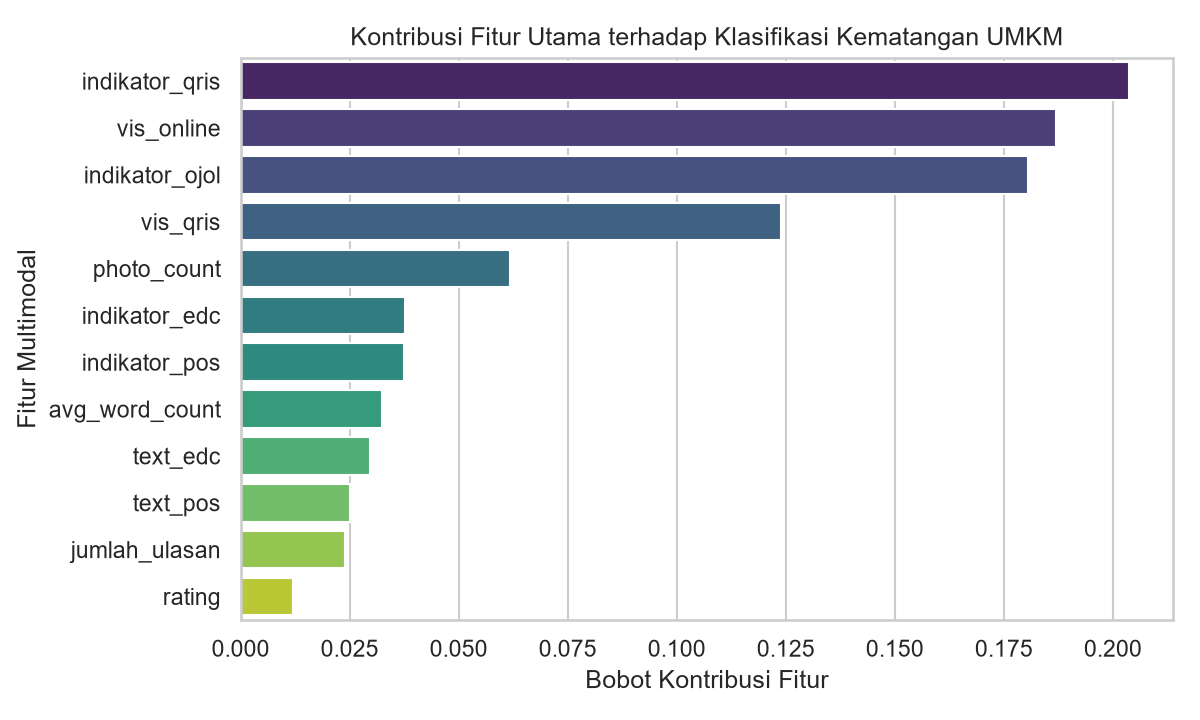 Kontribusi Fitur Utama terhadap Klasifikasi Kematangan UMKM
Fitur Multimodal
indikator_qris
vis_online
indikator_ojol
vis_qris
photo_count
indikator_edc
indikator_pos
avg_word_count
text_edc
text_pos
jumlah_ulasan
rating
0.000 0.025 0.050 0.075 0.100 0.125 0.150 0.175 0.200
Bobot Kontribusi Fitur